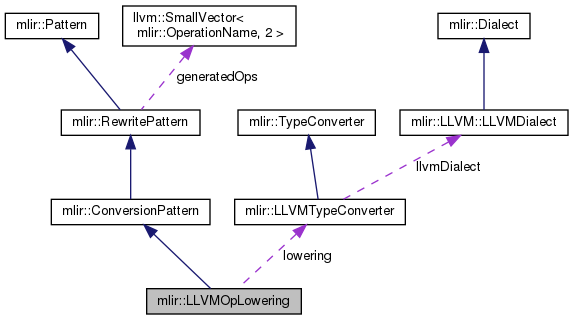 mlir::Pattern
llvm::SmallVector<
mlir::OperationName, 2 >
mlir::Dialect
generatedOps
mlir::RewritePattern
mlir::TypeConverter
mlir::LLVM::LLVMDialect
llvmDialect
mlir::ConversionPattern
mlir::LLVMTypeConverter
lowering
mlir::LLVMOpLowering